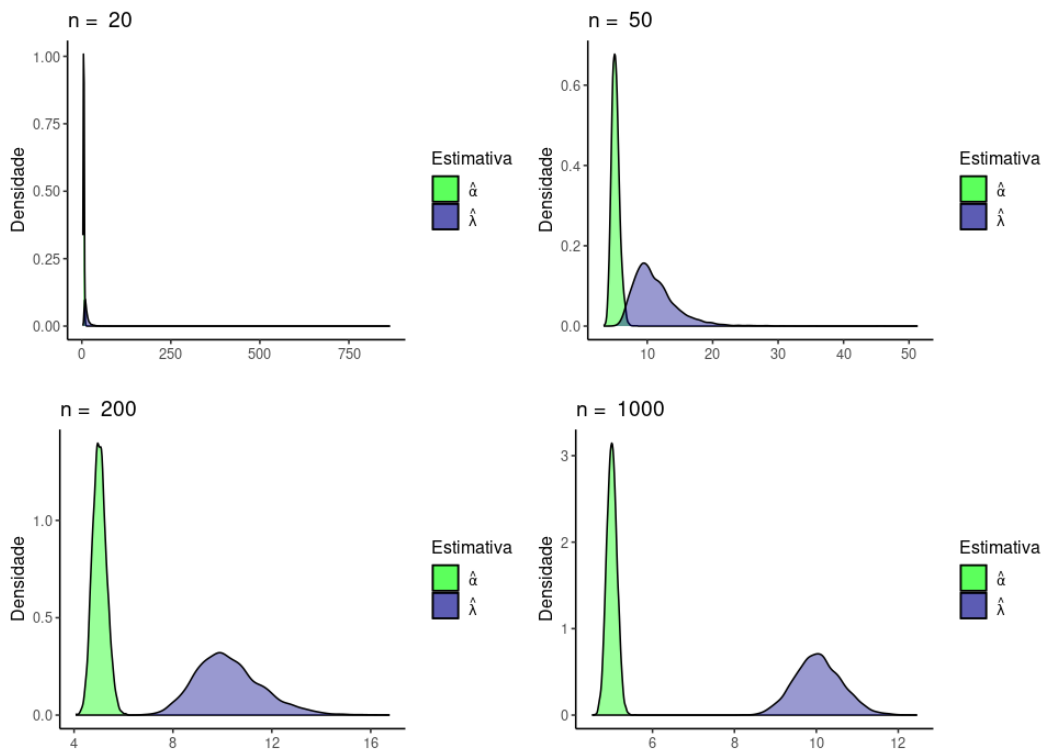 n = 20
1.00
0.75
0.50
0.25
0.00
Densidade
0
250
500
750
Estimativa
α̂
λ̂
n = 50
0.6
0.4
0.2
0.0
Densidade
10
20
30
40
50
Estimativa
α̂
λ̂
n = 200
1.0
0.5
0.0
Densidade
4
8
12
16
Estimativa
α̂
λ̂
n = 1000
3
2
1
0
Densidade
6
8
10
12
Estimativa
α̂
λ̂